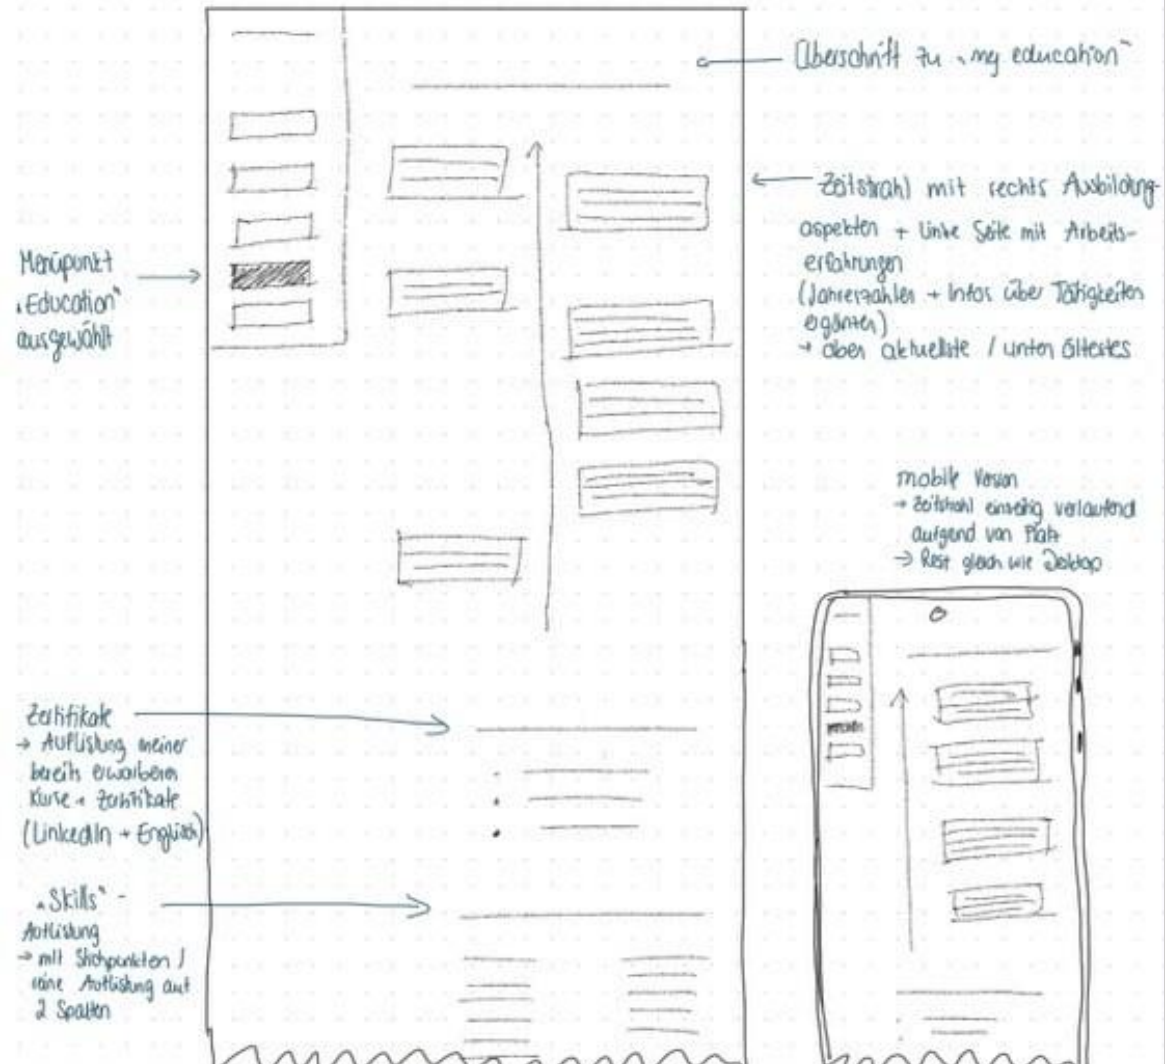 Überschrift zu „my education"
Zeitstrahl mit rechts Ausbildung-
aspekten + linke Seite mit Arbeits-
erfahrungen
(Jahreszahlen + Infos über Tätigkeiten
ergänzen)
→ oben aktuellste / unten ältestes
Menüpunkt
„Education"
ausgewählt
mobile Version
→ Zeitstrahl einseitig verlaufend
aufgrund von Platz
→ Rest gleich wie Desktop
Zertifikate
→ Auflistung meiner
bereits erworbenen
Kurse + Zertifikate
(LinkedIn + Englisch)
„Skills" -
Auflistung
→ mit Stichpunkten /
reine Auflistung auf
2 Spalten